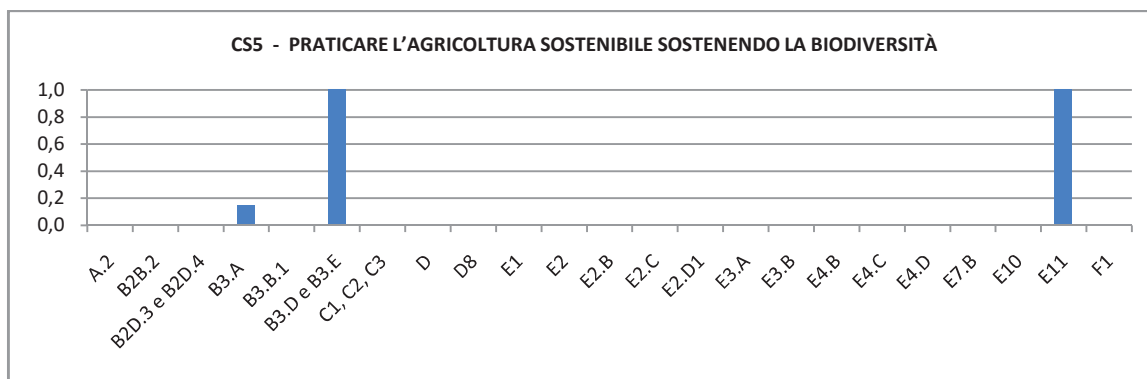 CS5 - PRATICARE L’AGRICOLTURA SOSTENIBILE SOSTENENDO LA BIODIVERSITÀ
1,0
0,8
0,6
0,4
0,2
0,0
A.2
B2B.2
B2D.3 e B2D.4
B3.A
B3.B.1
B3.D e B3.E
C1, C2, C3
D
D8
E1
E2
E2.B
E2.C
E2.D1
E3.A
E3.B
E4.B
E4.C
E4.D
E7.B
E10
E11
F1